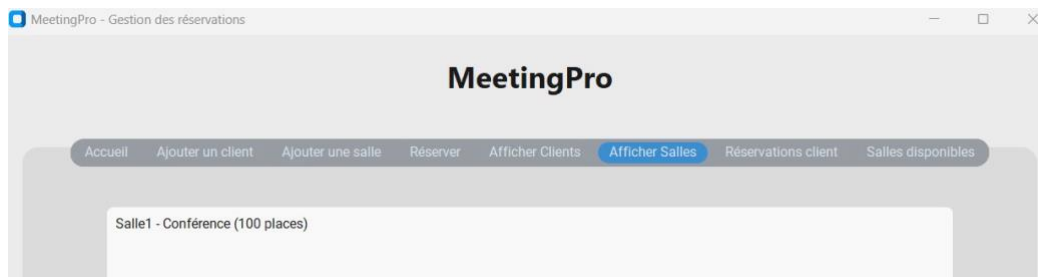 MeetingPro - Gestion des réservations
MeetingPro
Accueil Ajouter un client Ajouter une salle Réserver Afficher Clients Afficher Salles Réservations client Salles disponibles
Salle1 - Conférence (100 places)